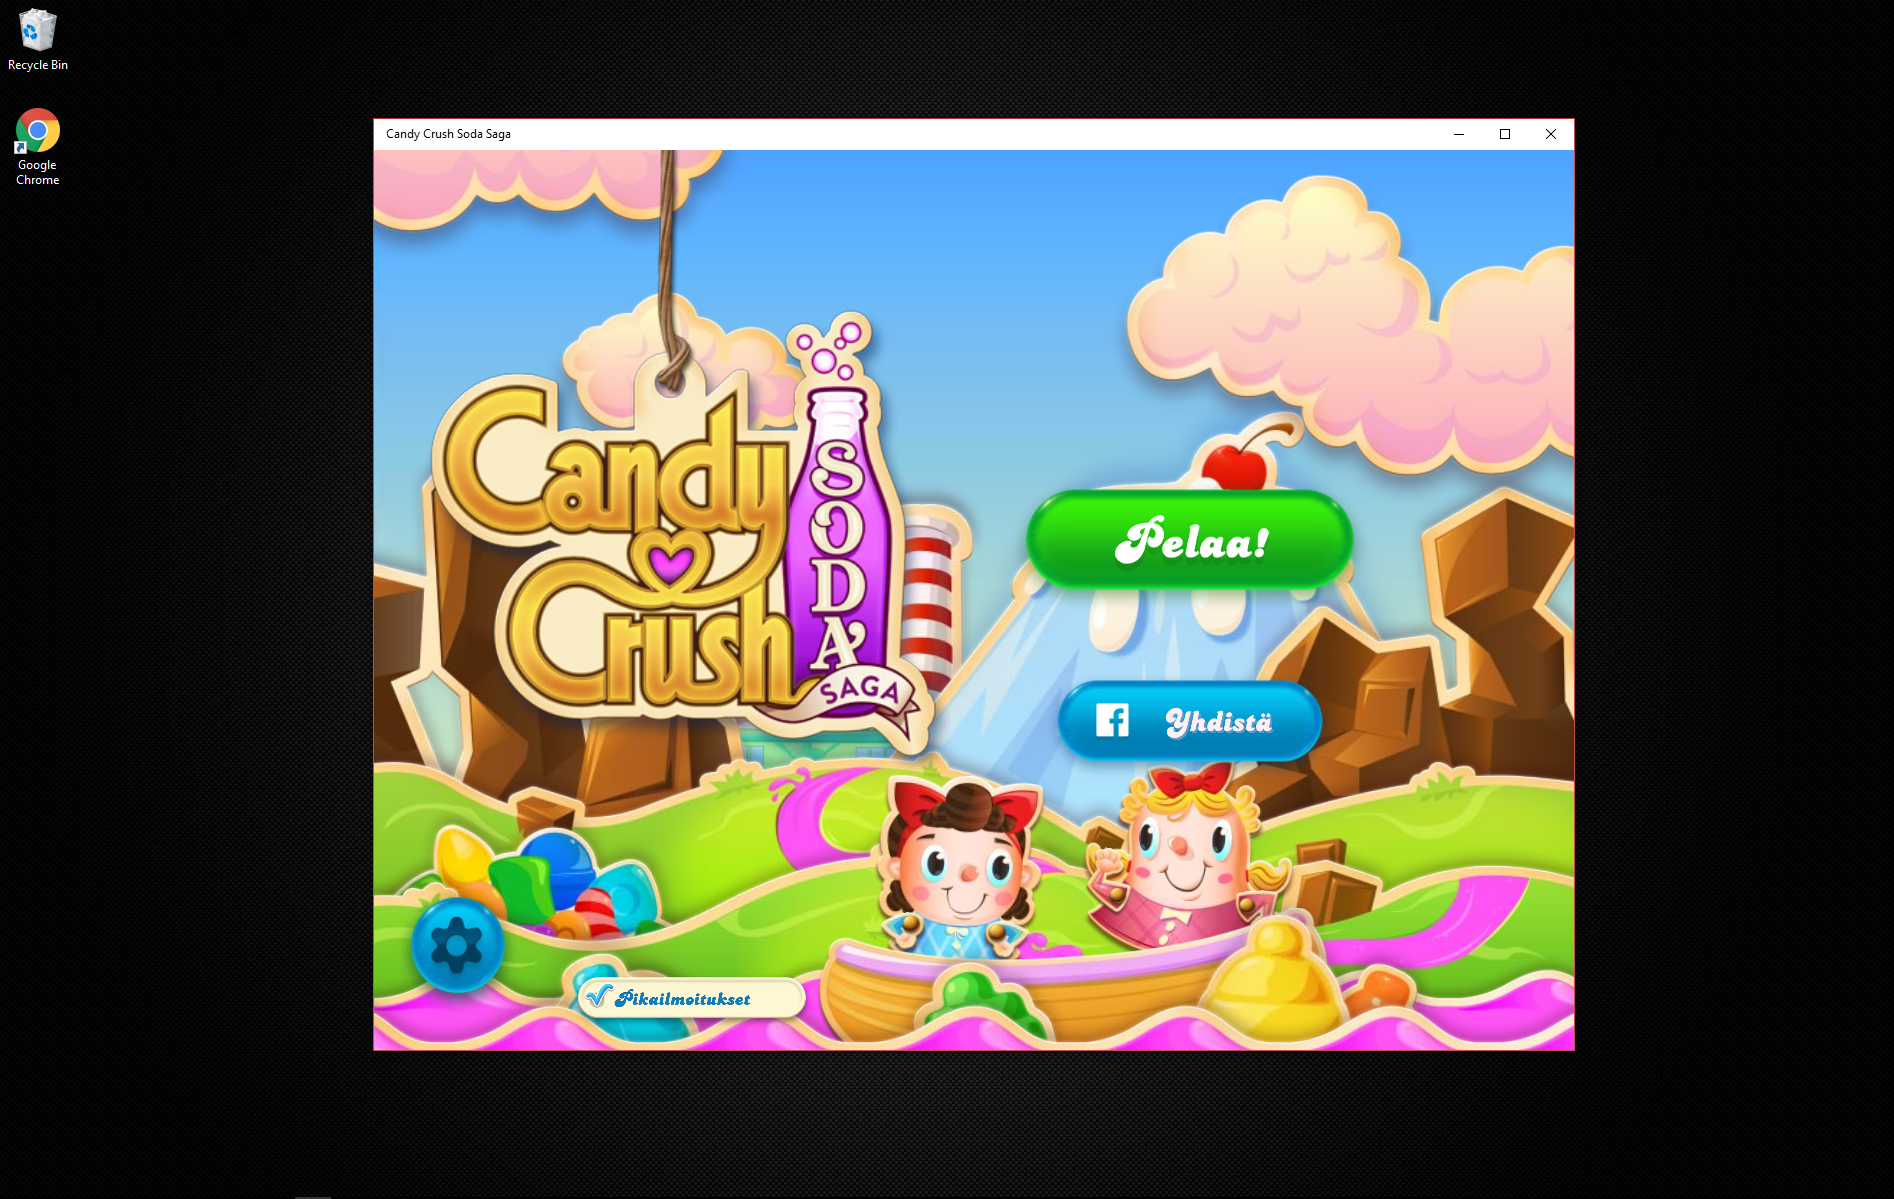 Recycle Bin
Google
Chrome
Candy Crush Soda Saga
Candy
Crush
SODA
SAGA
Pelaa!
Yhdistä
Pikailmoitukset